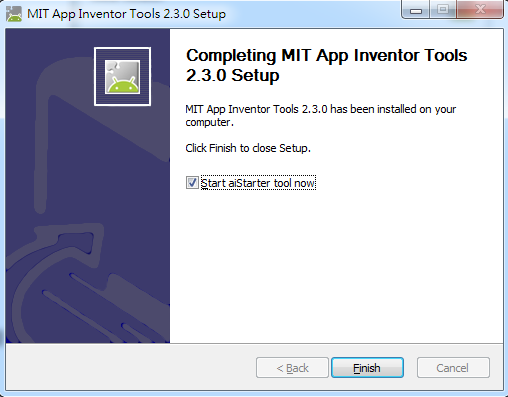 MIT App Inventor Tools 2.3.0 Setup
Completing MIT App Inventor Tools
2.3.0 Setup
MIT App Inventor Tools 2.3.0 has been installed on your
computer.
Click Finish to close Setup.
Start aiStarter tool now
< Back
Finish
Cancel